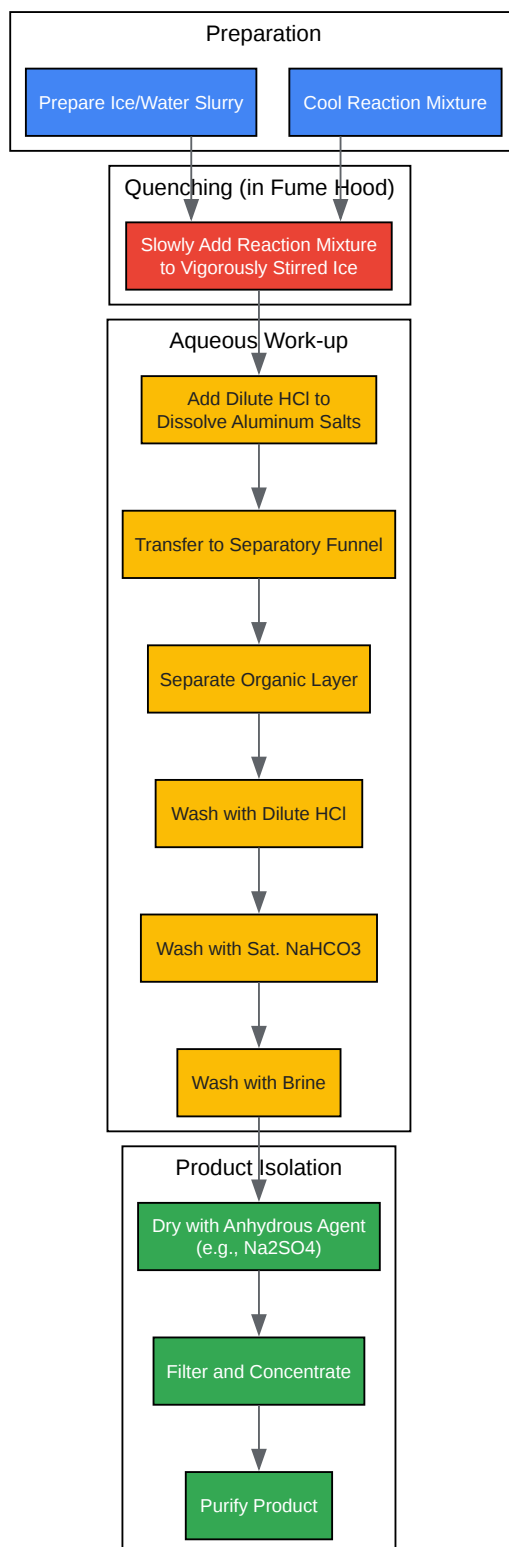 Preparation
Prepare Ice/Water Slurry
Cool Reaction Mixture
Quenching (in Fume Hood)
Slowly Add Reaction Mixture
to Vigorously Stirred Ice
Aqueous Work-up
Add Dilute HCl to
Dissolve Aluminum Salts
Transfer to Separatory Funnel
Separate Organic Layer
Wash with Dilute HCl
Wash with Sat. NaHCO3
Wash with Brine
Product Isolation
Dry with Anhydrous Agent
(e.g., Na2SO4)
Filter and Concentrate
Purify Product